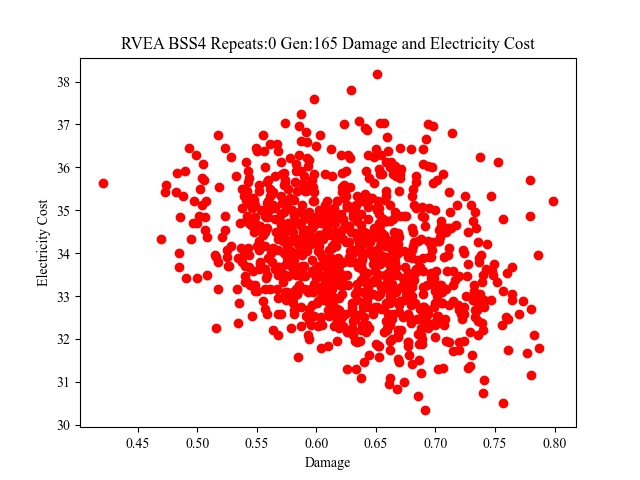 RVEA BSS4 Repeats:0 Gen:165 Damage and Electricity Cost
38
37
36
35
34
33
32
31
30
Electricity Cost
0.45 0.50 0.55 0.60 0.65 0.70 0.75 0.80
Damage